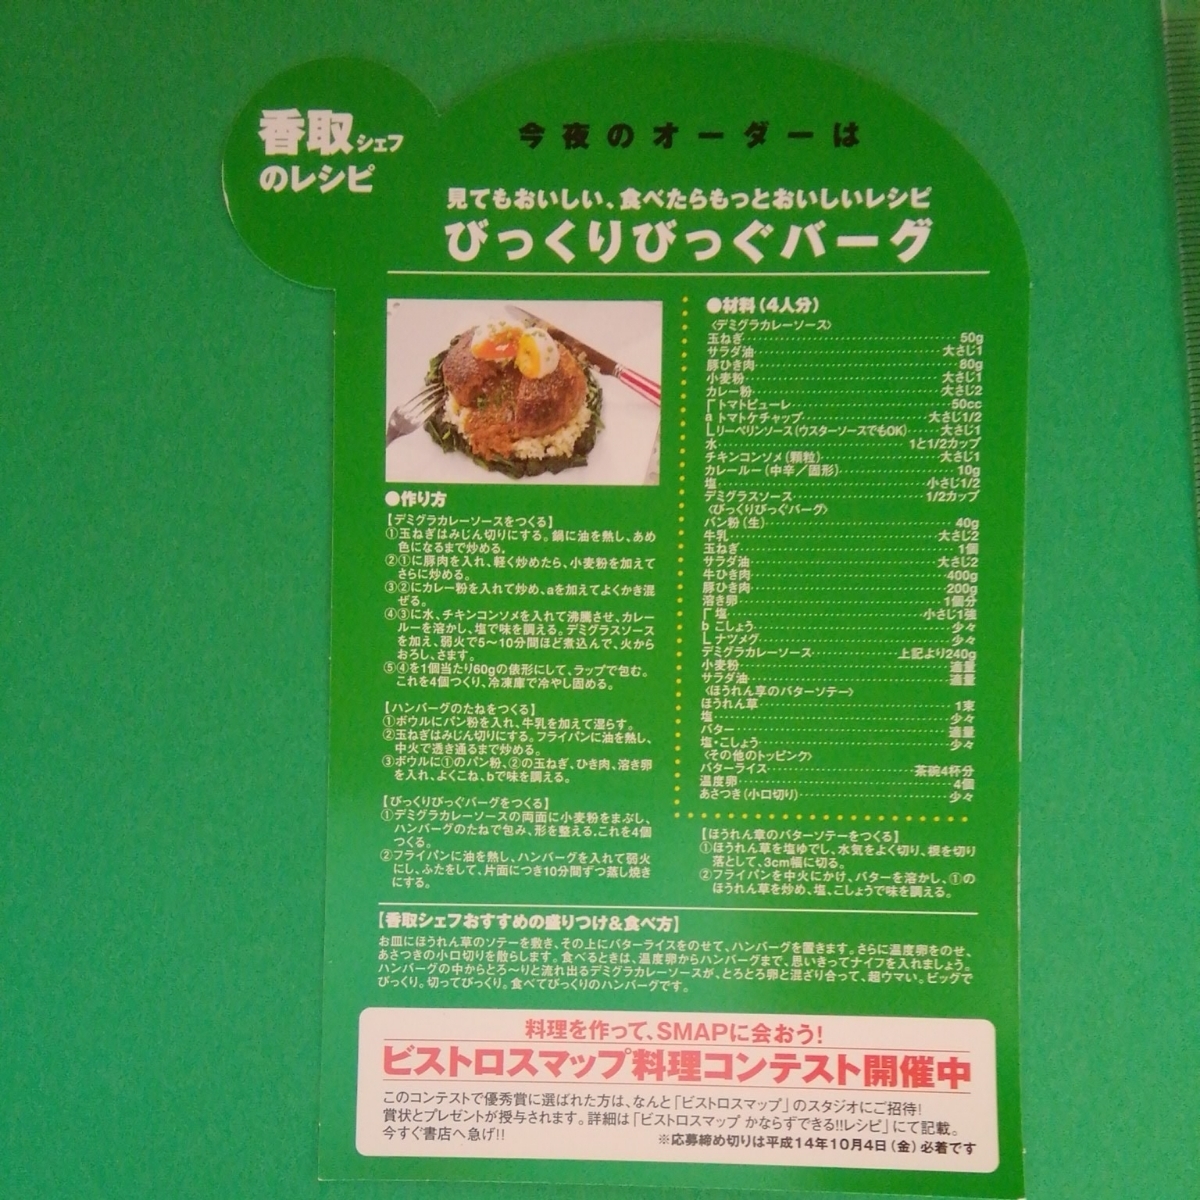 香取シェフ
のレシピ
今夜のオーダーは
見てもおいしい、食べたらもっとおいしいレシピ
びっくりびっぐバーグ
●作り方
【デミグラカレーソースをつくる】
①玉ねぎはみじん切りにする。鍋に油を熱し、あめ
色になるまで炒める。
②①に豚肉を入れ、軽く炒めたら、小麦粉を加えて
さらに炒める。
③②にカレー粉を入れて炒め、aを加えてよくかき混
ぜる。
④③に水、チキンコンソメを入れて沸騰させ、カレー
ルーを溶かし、塩で味を調える。デミグラスソース
を加え、弱火で5〜10分間ほど煮込んで、火から
おろし、さます。
⑤④を1個当たり60gの俵形にして、ラップで包む。
これを4個つくり、冷凍庫で冷やし固める。
【ハンバーグのたねをつくる】
①ボウルにパン粉を入れ、牛乳を加えて湿らす。
②玉ねぎはみじん切りにする。フライパンに油を熱し、
中火で透き通るまで炒める。
③ボウルに①のパン粉、②の玉ねぎ、ひき肉、溶き卵
を入れ、よくこね、bで味を調える。
【びっくりびっぐバーグをつくる】
①デミグラカレーソースの両面に小麦粉をまぶし、
ハンバーグのたねで包み、形を整える。これを4個
つくる。
②フライパンに油を熱し、ハンバーグを入れて弱火
にし、ふたをして、片面につき10分間ずつ蒸し焼き
にする。
●材料(4人分)
〈デミグラカレーソース〉
玉ねぎ 50g
サラダ油 大さじ1
豚ひき肉 80g
小麦粉 大さじ1
カレー粉 大さじ2
トマトピューレ 50cc
a トマトケチャップ 大さじ1/2
リーペリンソース(ウスターソースでもOK) 大さじ1
水 1と1/2カップ
チキンコンソメ(顆粒) 大さじ1
カレールー(中辛/固形) 10g
塩 小さじ1/2
デミグラスソース 1/2カップ
〈びっくりびっぐバーグ〉
パン粉(生) 40g
牛乳 大さじ2
玉ねぎ 1個
サラダ油 大さじ2
牛ひき肉 400g
豚ひき肉 200g
溶き卵 1個分
塩 小さじ1強
b こしょう 少々
ナツメグ 少々
デミグラカレーソース 上記より240g
小麦粉 適量
サラダ油 適量
〈ほうれん草のバターソテー〉
ほうれん草 1束
塩 少々
バター 適量
塩・こしょう 少々
〈その他のトッピング〉
バターライス 茶碗4杯分
温度卵 4個
あさつき(小口切り) 少々
【ほうれん草のバターソテーをつくる】
①ほうれん草を塩ゆでし、水気をよく切り、根を切り
落として、3cm幅に切る。
②フライパンを中火にかけ、バターを溶かし、①の
ほうれん草を炒め、塩、こしょうで味を調える。
【香取シェフおすすめの盛りつけ&食べ方】
お皿にほうれん草のソテーを敷き、その上にバターライスをのせて、ハンバーグを置きます。さらに温度卵をのせ、
あさつきの小口切りを散らします。食べるときは、温度卵からハンバーグまで、思いきってナイフを入れましょう。
ハンバーグの中からとろ〜りと流れ出るデミグラカレーソースが、とろとろ卵と混ざり合って、超ウマい。ビッグで
びっくり。切ってびっくり。食べてびっくりのハンバーグです。
料理を作って、SMAPに会おう!
ビストロスマップ料理コンテスト開催中
このコンテストで優秀賞に選ばれた方は、なんと「ビストロスマップ」のスタジオにご招待!
賞状とプレゼントが授与されます。詳細は「ビストロスマップ かならずできる!!レシピ」にて記載。
今すぐ書店へ急げ!!
※応募締め切りは平成14年10月4日(金)必着です